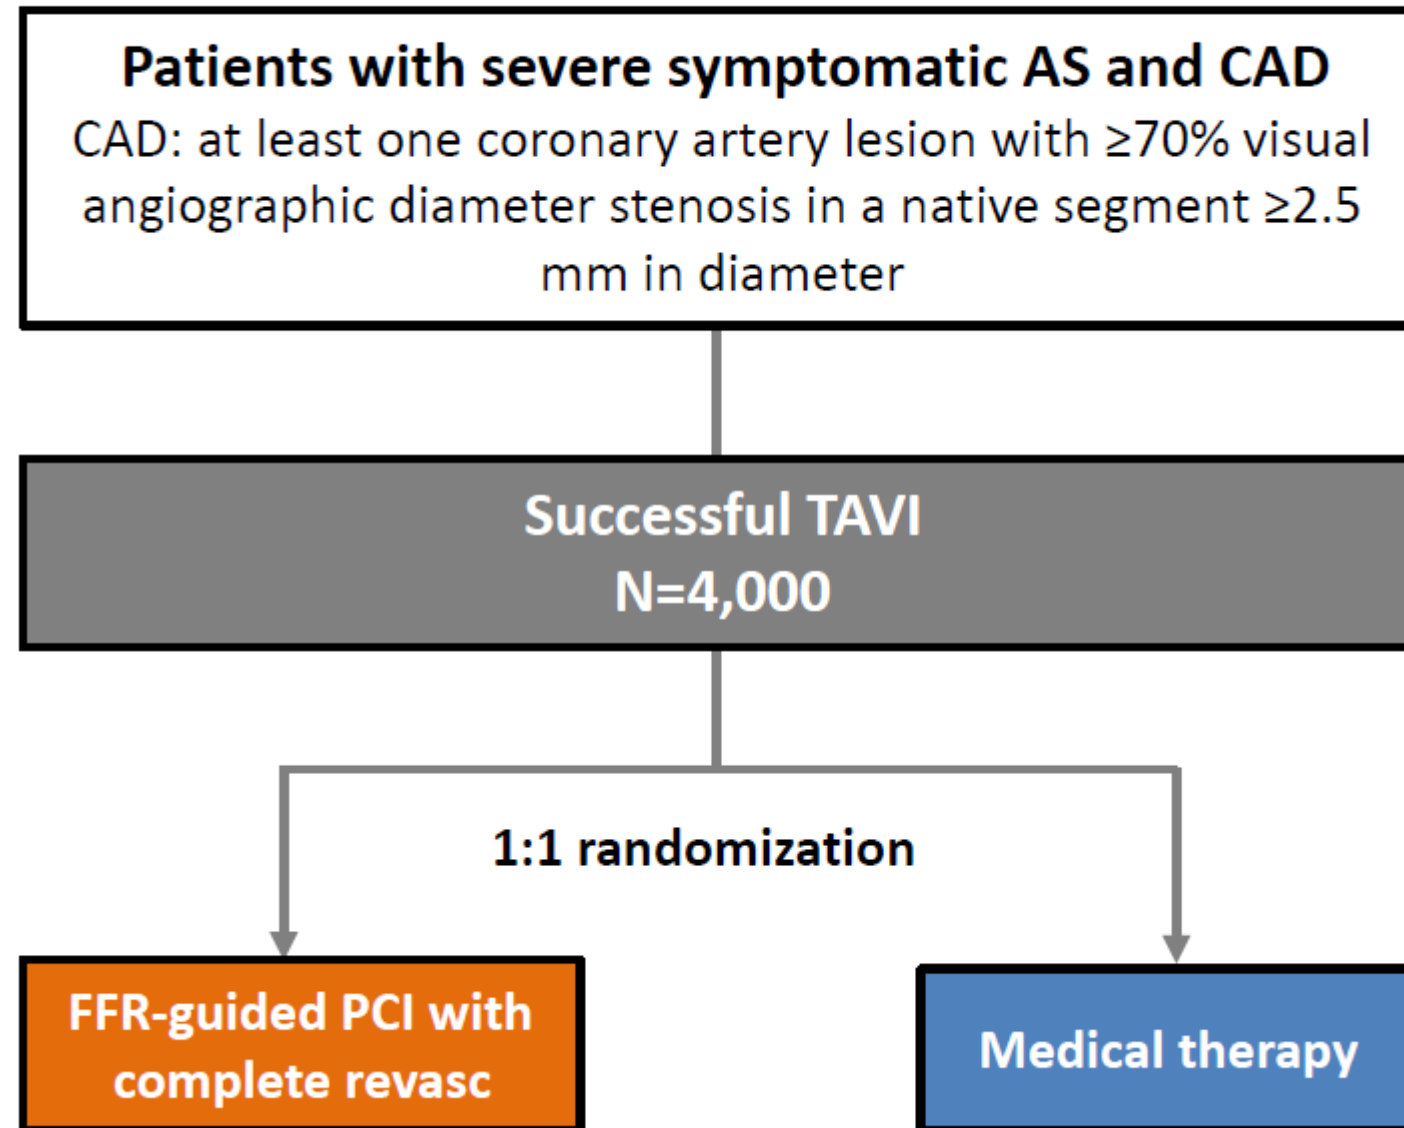 Patients with severe symptomatic AS and CAD
CAD: at least one coronary artery lesion with ≥70% visual
angiographic diameter stenosis in a native segment ≥2.5
mm in diameter
Successful TAVI
N=4,000
1:1 randomization
FFR-guided PCI with
complete revasc
Medical therapy